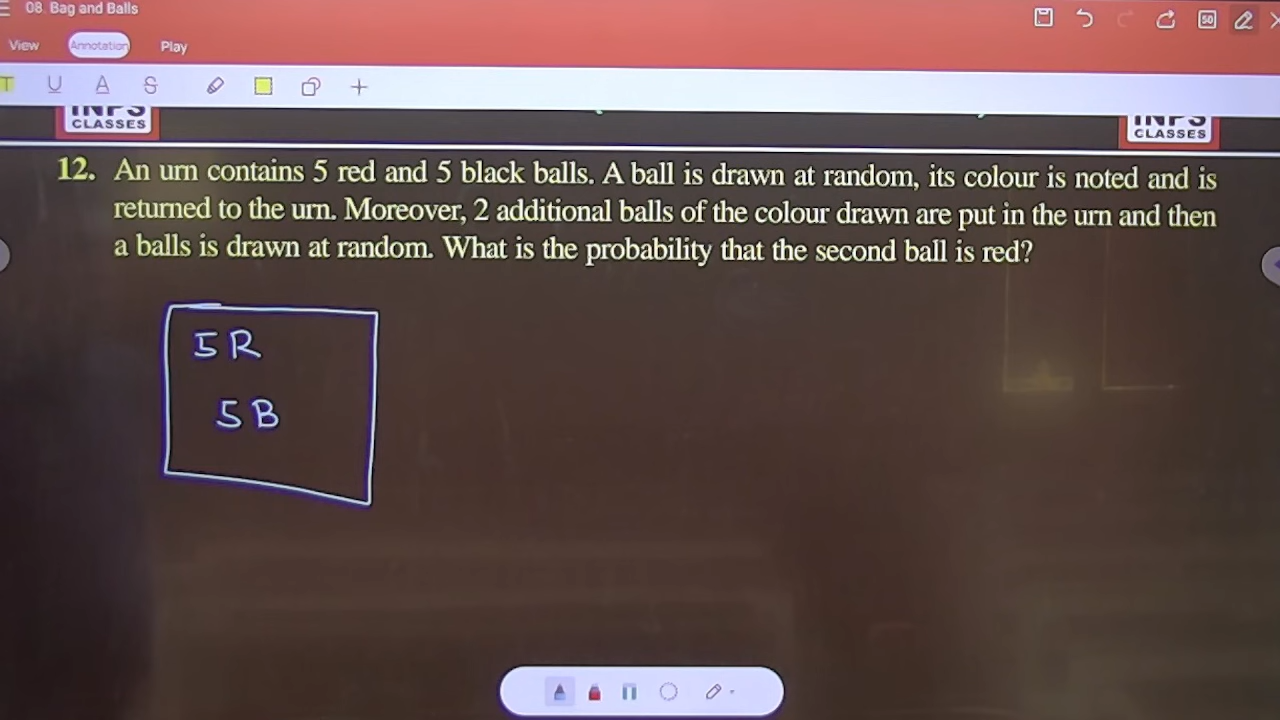 08 Bag and Balls
View Annotation Play
T U A S
50
CLASSES
CLASSES
12. An urn contains 5 red and 5 black balls. A ball is drawn at random, its colour is noted and is
returned to the urn. Moreover, 2 additional balls of the colour drawn are put in the urn and then
a balls is drawn at random. What is the probability that the second ball is red?
5R
5B